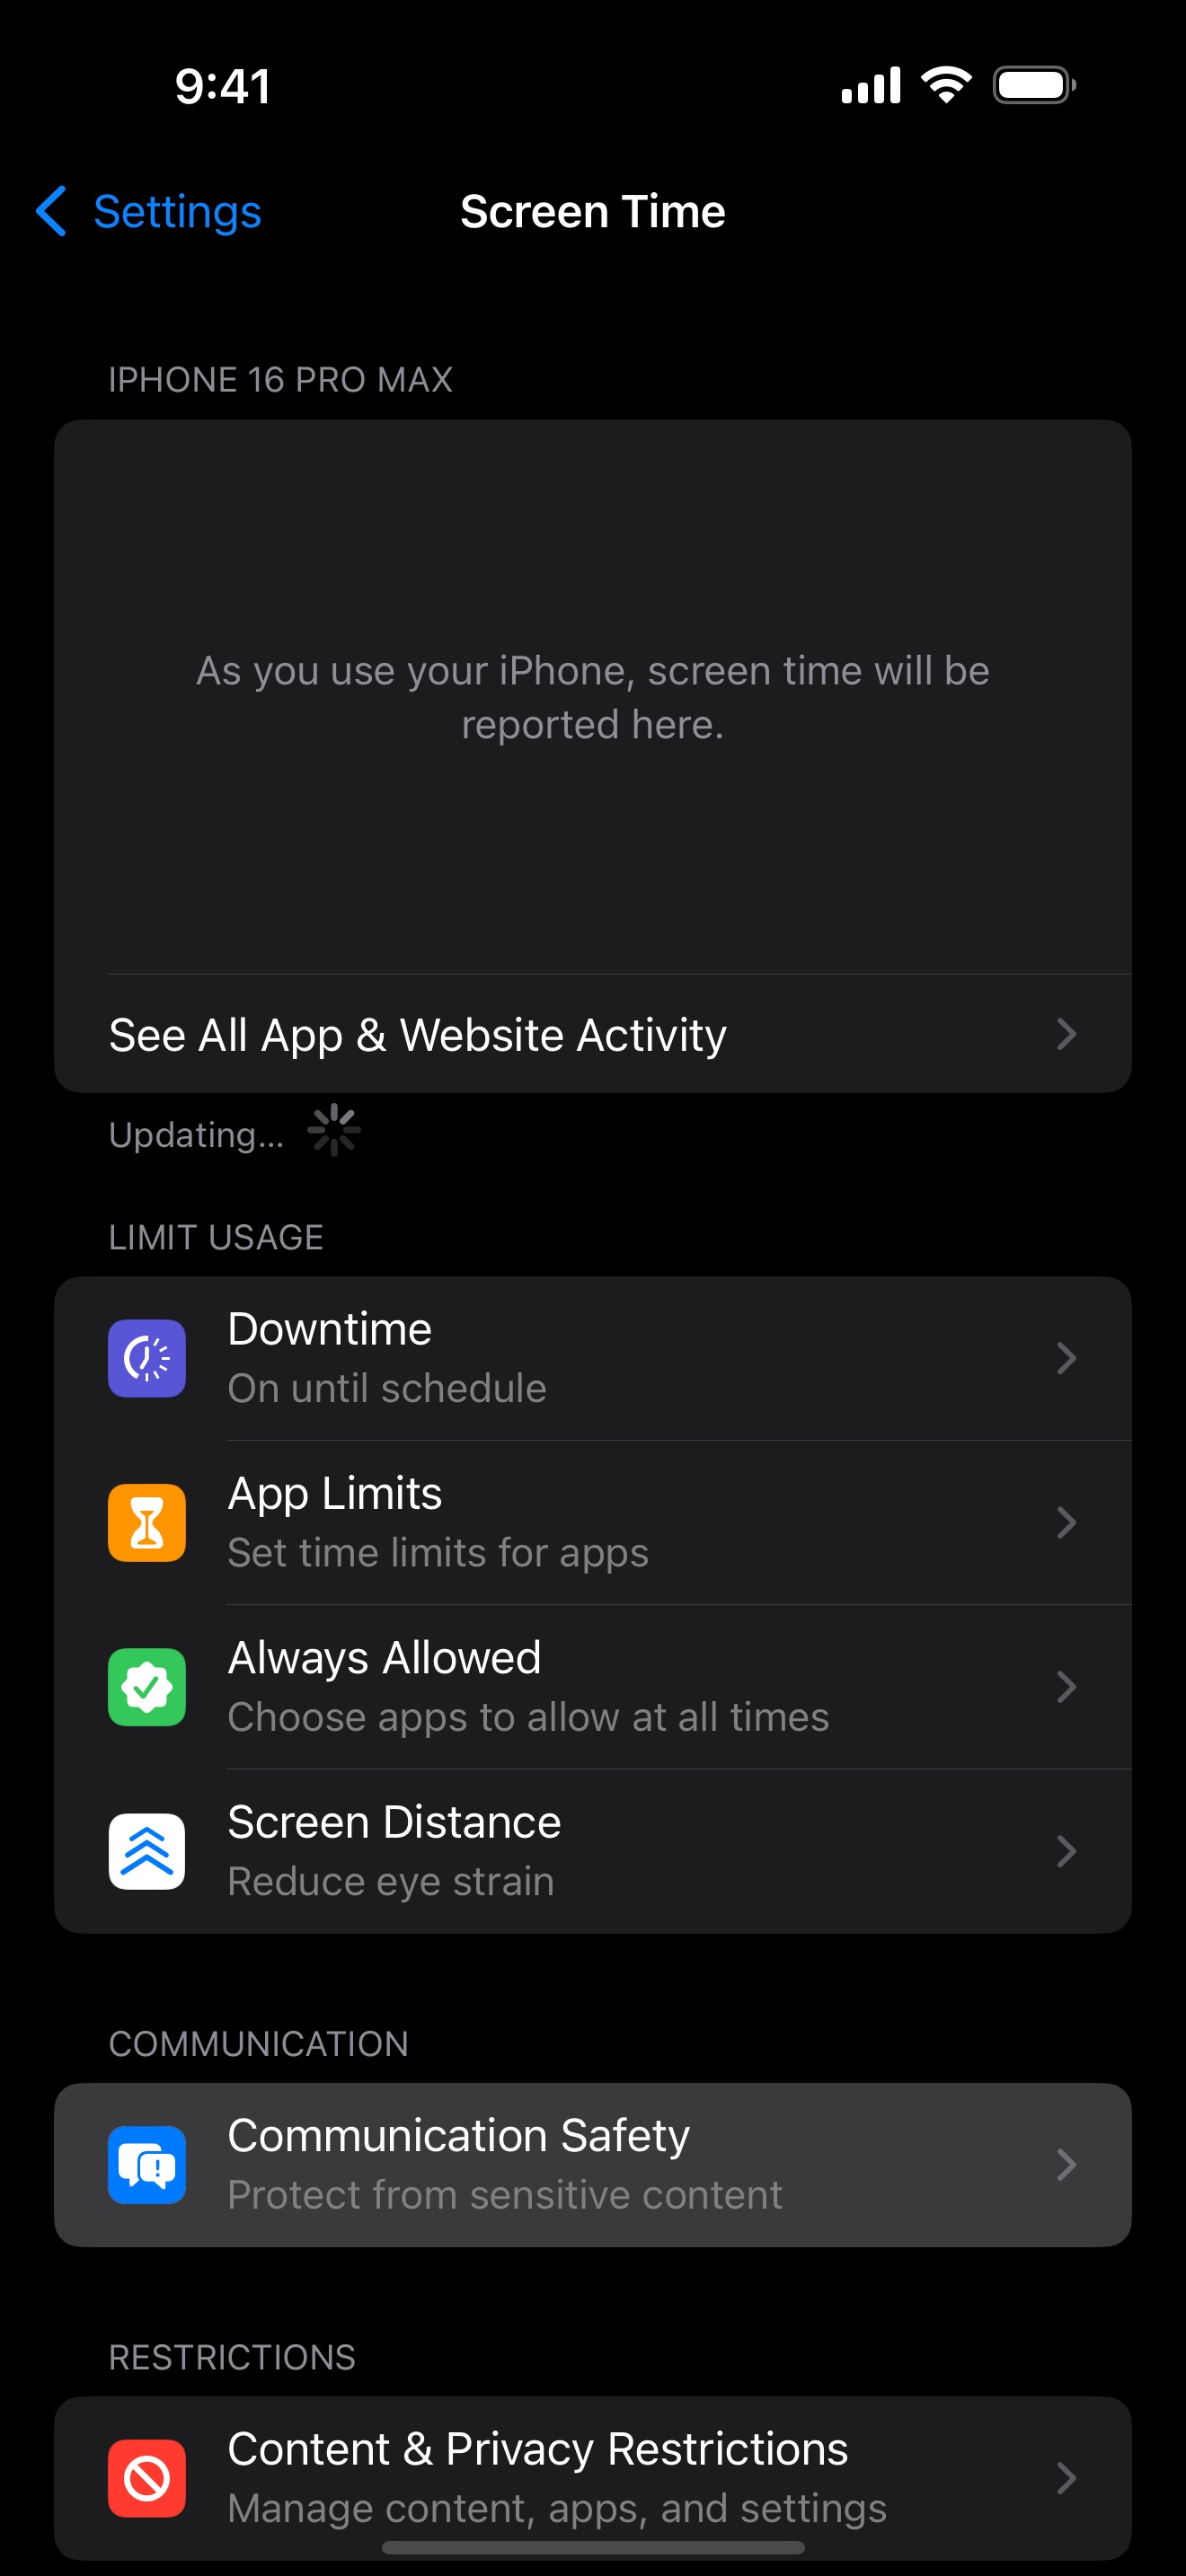 9:41
Settings
Screen Time
IPHONE 16 PRO MAX
As you use your iPhone, screen time will be
reported here.
See All App & Website Activity
Updating...
LIMIT USAGE
Downtime
On until schedule
App Limits
Set time limits for apps
Always Allowed
Choose apps to allow at all times
Screen Distance
Reduce eye strain
COMMUNICATION
Communication Safety
Protect from sensitive content
RESTRICTIONS
Content & Privacy Restrictions
Manage content, apps, and settings